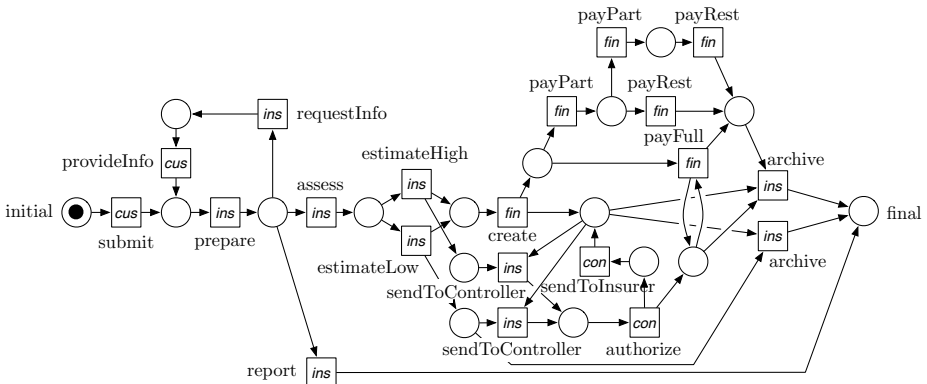 payPart payRest
fin fin
payPart payRest
fin fin
ins requestInfo
payFull
provideInfo cus
estimateHigh
fin
archive
assess
ins
ins
initial cus ins ins fin final
submit prepare
create
ins
ins
estimateLow
archive
ins con sendToInsurer
sendToController
ins con
sendToController authorize
report ins